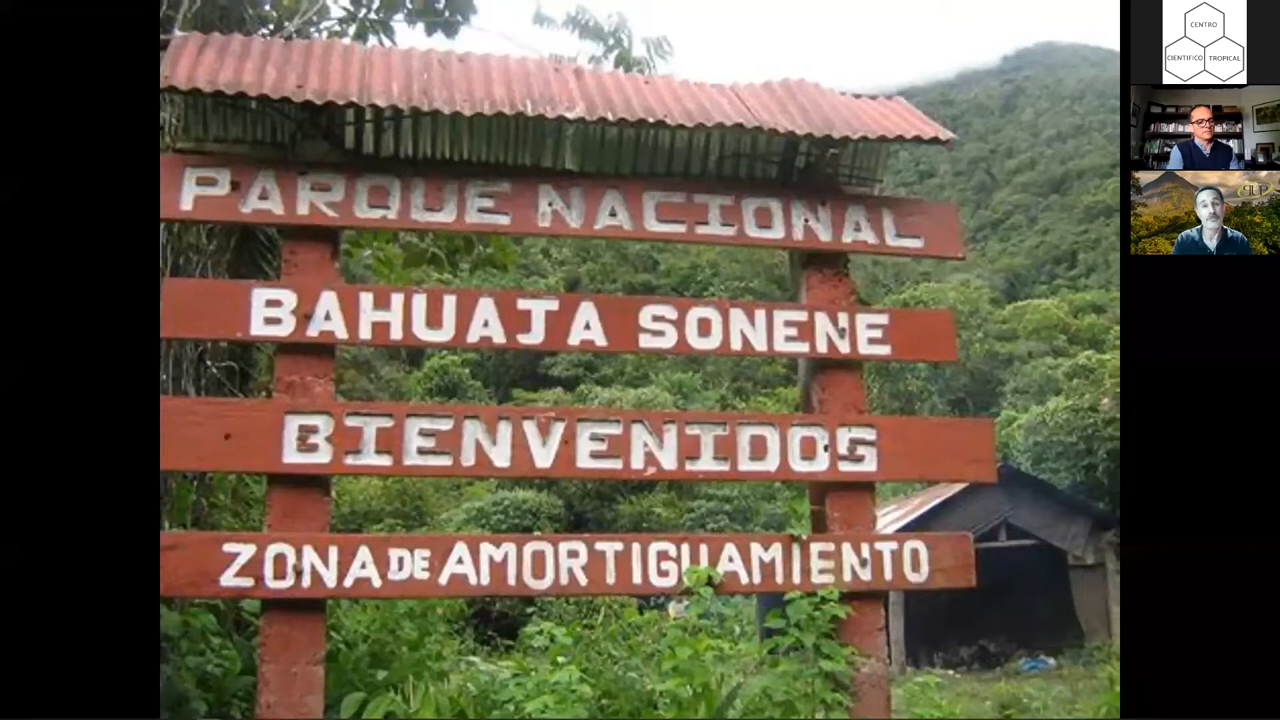 PARQUE NACIONAL
BAHUAJA SONENE
BIENVENIDOS
ZONA DE AMORTIGUAMIENTO
CENTRO
CIENTIFICO TROPICAL